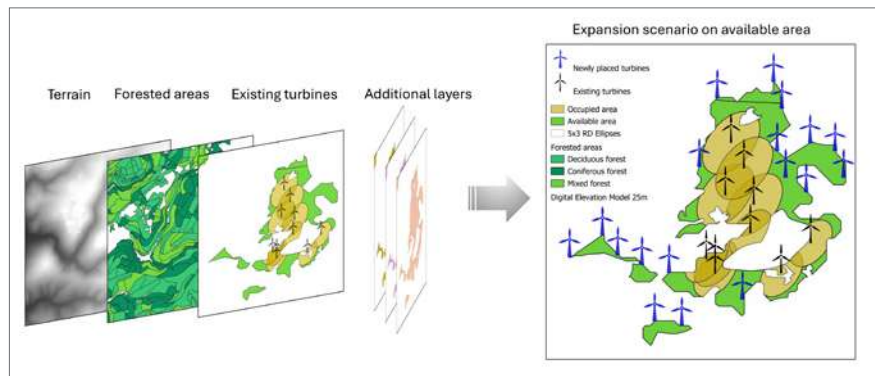 Expansion scenario on available area
Terrain
Forested areas
Existing turbines
Additional layers
Newly placed turbines
Existing turbines
Occupied area
Available area
5x3 RD Ellipses
Forested areas
Deciduous forest
Coniferous forest
Mixed forest
Digital Elevation Model 25m